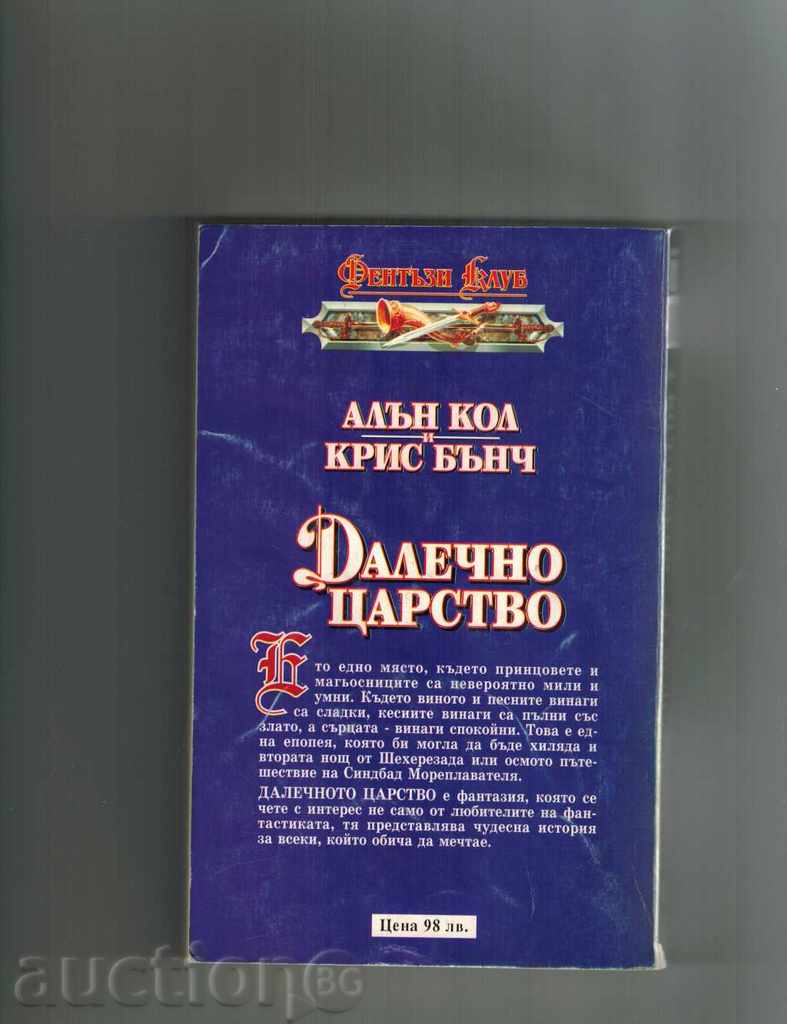 Фентъзи Клуб
АЛЪН КОЛ
и
КРИС БЪНЧ
ДАЛЕЧНО
ЦАРСТВО
Ето едно място, където принцовете и
магьосниците са невероятно мили и
умни. Където виното и песните винаги
са сладки, кесиите винаги са пълни със
злато, а сърцата - винаги спокойни. Това е ед-
на епопея, която би могла да бъде хиляда и
втората нощ от Шехерезада или осмото пъте-
шествие на Синдбад Мореплавателя.
ДАЛЕЧНОТО ЦАРСТВО е фантазия, която се
чете с интерес не само от любителите на фан-
тастиката, тя представлява чудесна история
за всеки, който обича да мечтае.
Цена 98 лв.
auction BG